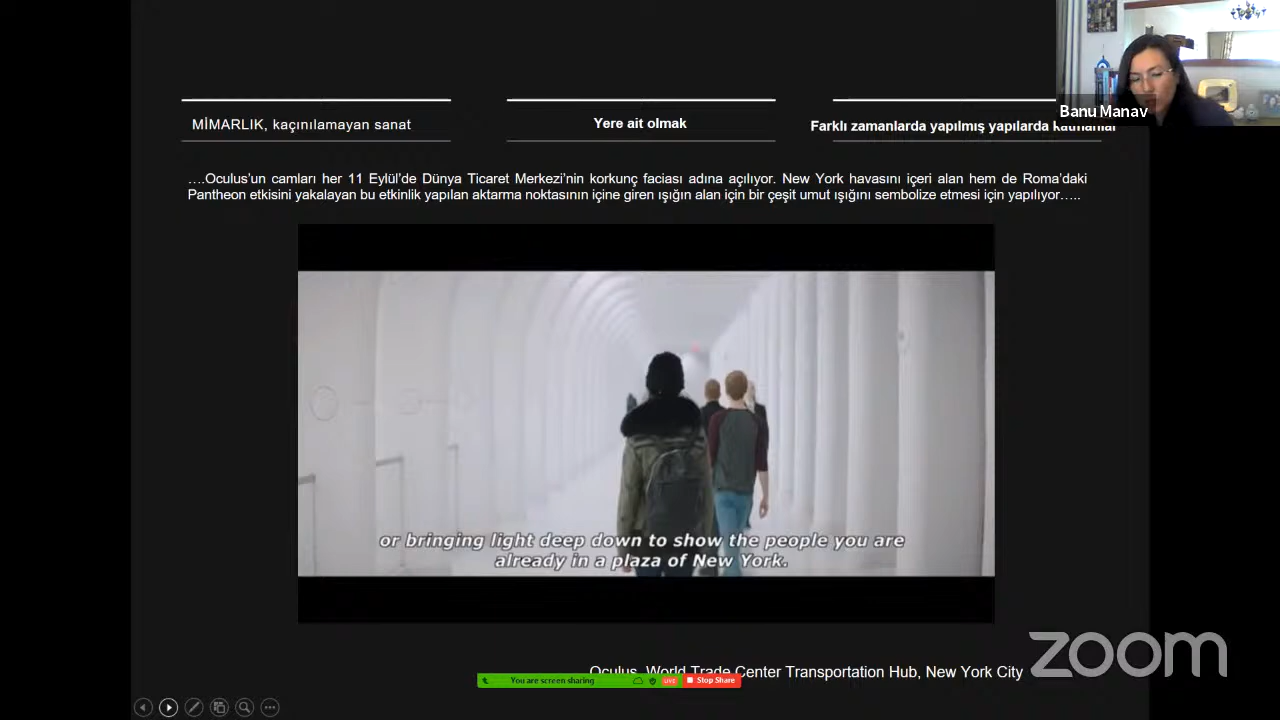 MİMARLIK, kaçınılamayan sanat
Yere ait olmak
Farklı zamanlarda yapılmış yapılarda katmanlar
Banu Manav
….Oculus’un camları her 11 Eylül’de Dünya Ticaret Merkezi’nin korkunç faciası adına açılıyor. New York havasını içeri alan hem de Roma’daki
Pantheon etkisini yakalayan bu etkinlik yapılan aktarma noktasının içine giren ışığın alan için bir çeşit umut ışığını sembolize etmesi için yapılıyor…..
or bringing light deep down to show the people you are
already in a plaza of New York.
Oculus, World Trade Center Transportation Hub, New York City
You are screen sharing
LIVE
Stop Share
zoom